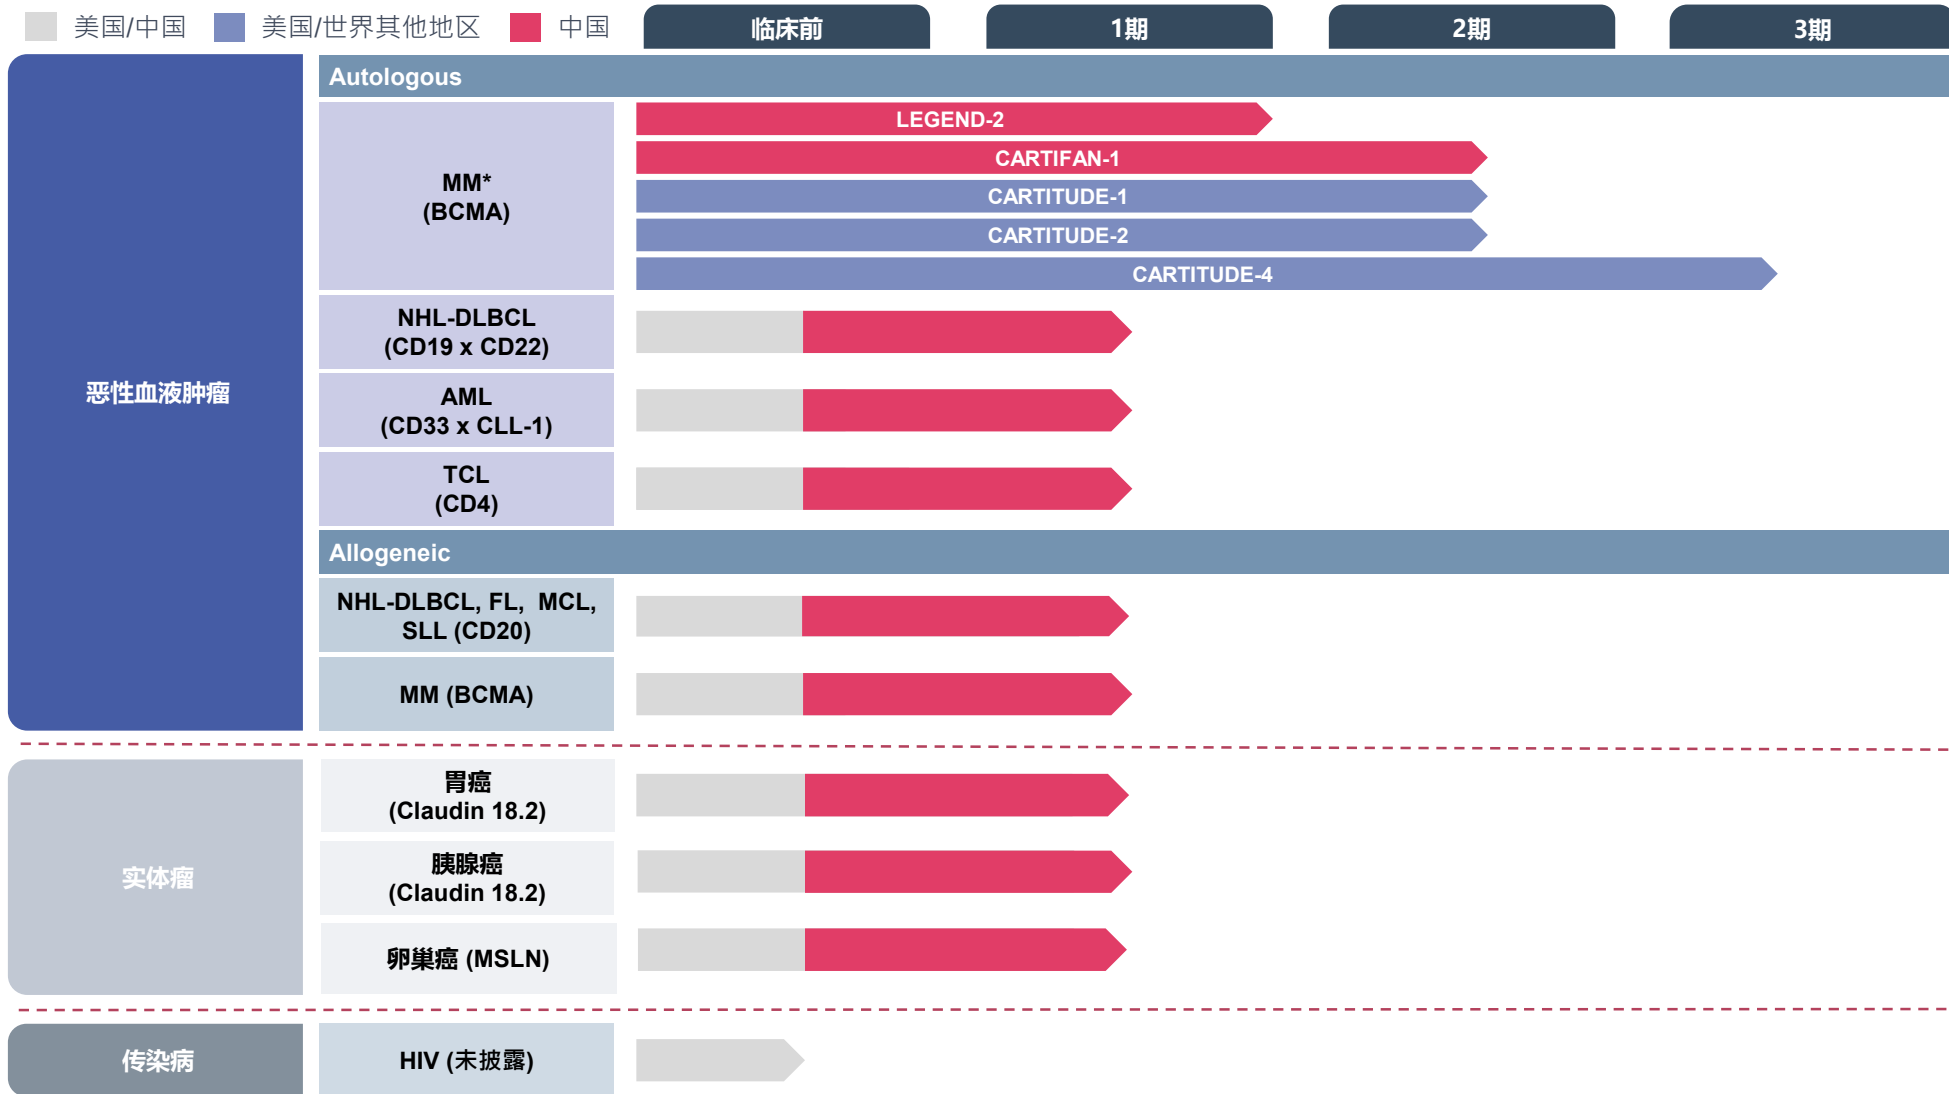 美国/中国
美国/世界其他地区
中国
临床前
1期
2期
3期
恶性血液肿瘤
Autologous
MM*
(BCMA)
LEGEND-2
CARTIFAN-1
CARTITUDE-1
CARTITUDE-2
CARTITUDE-4
NHL-DLBCL
(CD19 x CD22)
AML
(CD33 x CLL-1)
TCL
(CD4)
Allogeneic
NHL-DLBCL, FL, MCL,
SLL (CD20)
MM (BCMA)
实体瘤
胃癌
(Claudin 18.2)
胰腺癌
(Claudin 18.2)
卵巢癌 (MSLN)
传染病
HIV (未披露)